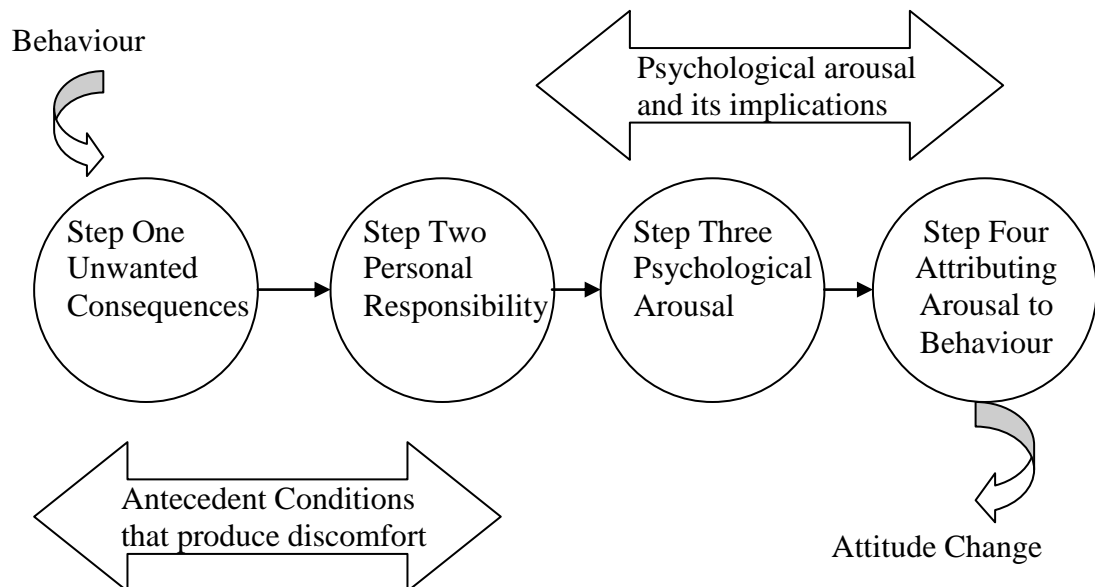 Behaviour
Psychological arousal
and its implications
Step One
Unwanted
Consequences
Step Two
Personal
Responsibility
Step Three
Psychological
Arousal
Step Four
Attributing
Arousal to
Behaviour
Antecedent Conditions
that produce discomfort
Attitude Change